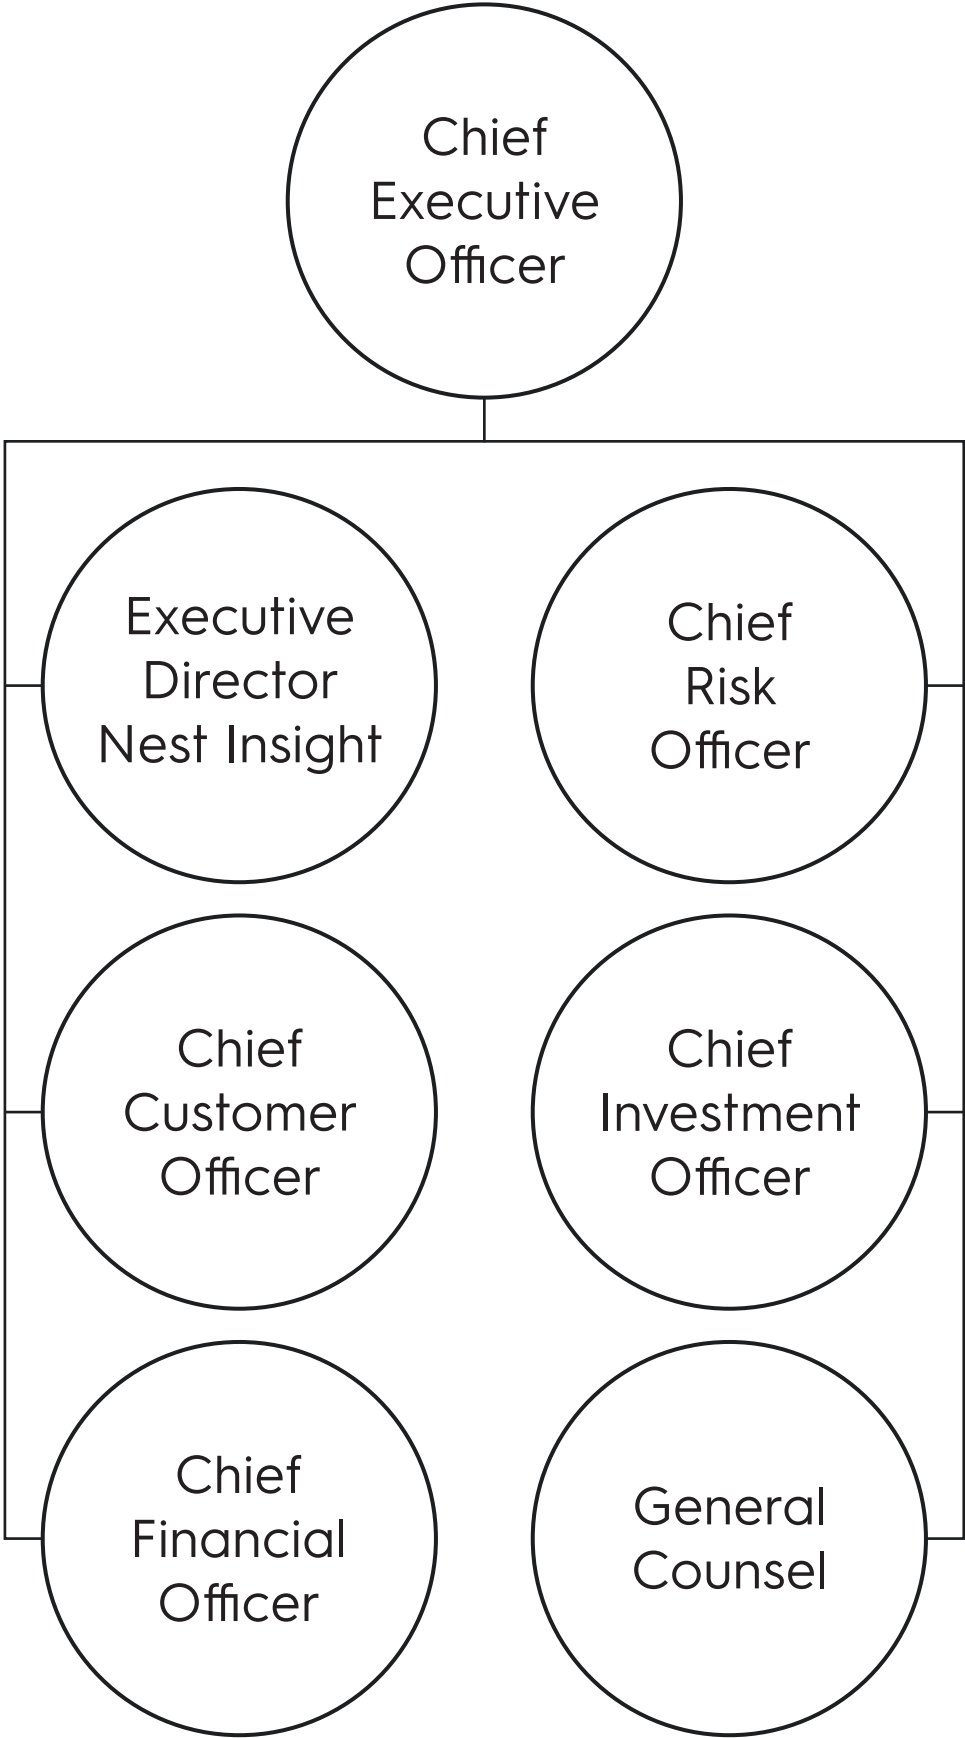 Chief
Executive
Officer
Executive
Director
Nest Insight
Chief
Risk
Officer
Chief
Customer
Officer
Chief
Investment
Officer
Chief
Financial
Officer
General
Counsel